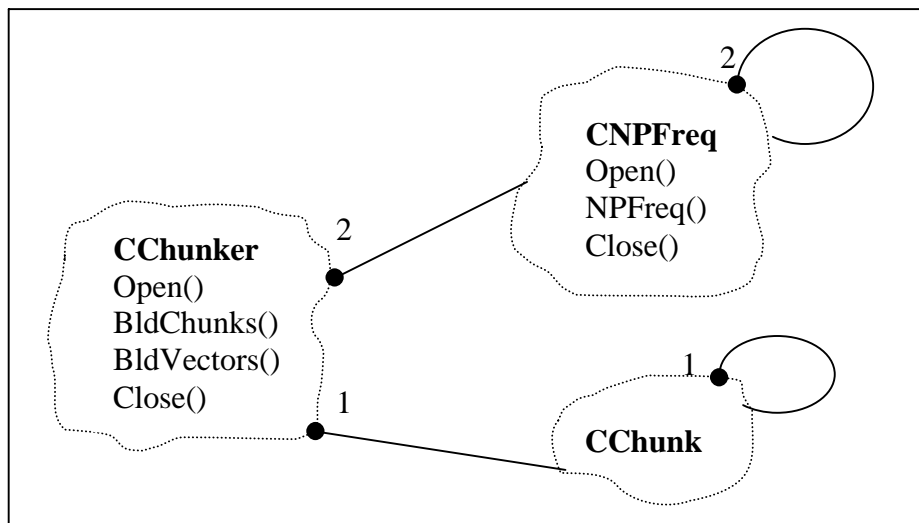 2
CNPFreq
Open()
NPFreq()
Close()
2
CChunker
Open()
BldChunks()
BldVectors()
Close()
1
1
CChunk